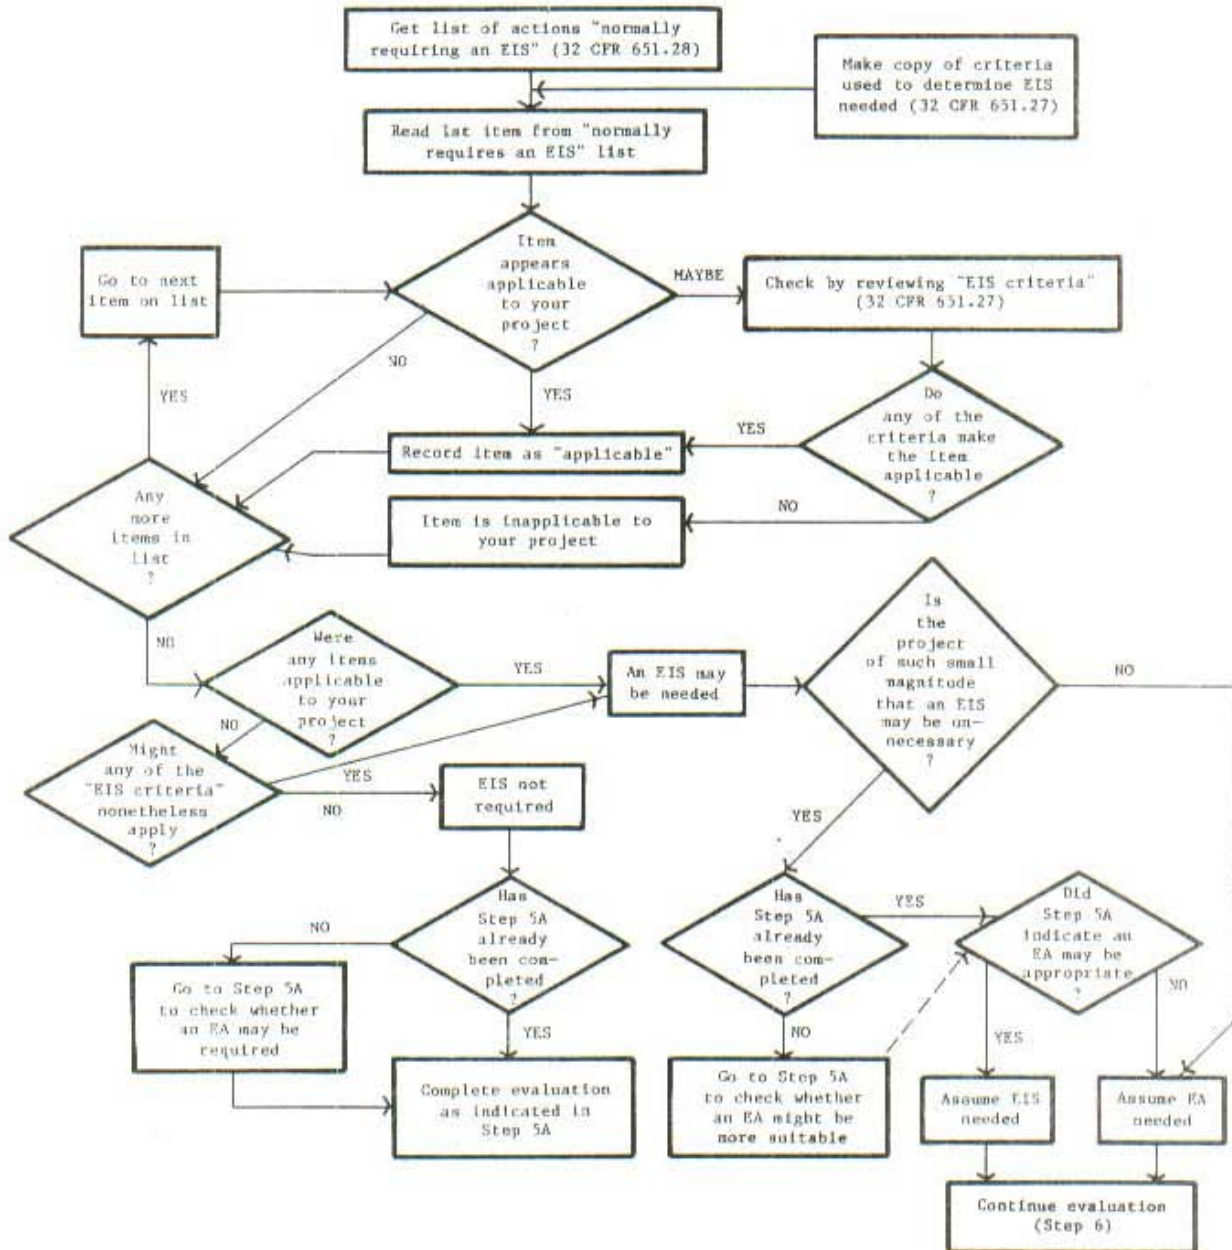 Get list of actions "normally
requiring an EIS" (32 CFR 651.28)
Make copy of criteria
used to determine EIS
needed (32 CFR 651.27)
Read 1st item from "normally
requires an EIS" list
Item
appears
applicable
to your
project
?
MAYBE
Check by reviewing "EIS criteria"
(32 CFR 651.27)
Go to next
item on list
NO
YES
YES
Do
any of the
criteria make
the item
applicable
?
YES
Record item as "applicable"
NO
Item is inapplicable to
your project
Any
more
items in
list
?
NO
Were
any items
applicable
to your
project
?
YES
An EIS may
be needed
Is
the
project
of such small
magnitude
that an EIS
may be un-
necessary
?
NO
NO
Might
any of the
"EIS criteria"
nonetheless
apply
?
YES
NO
EIS not
required
YES
Has
Step 5A
already
been com-
pleted
?
NO
YES
Go to Step 5A
to check whether
an EA may be
required
Complete evaluation
as indicated in
Step 5A
Has
Step 5A
already
been com-
pleted
?
YES
NO
Did
Step 5A
indicate an
EA may be
appropriate
?
YES
NO
Go to Step 5A
to check whether
an EA might be
more suitable
Assume EIS
needed
Assume EA
needed
Continue evaluation
(Step 6)